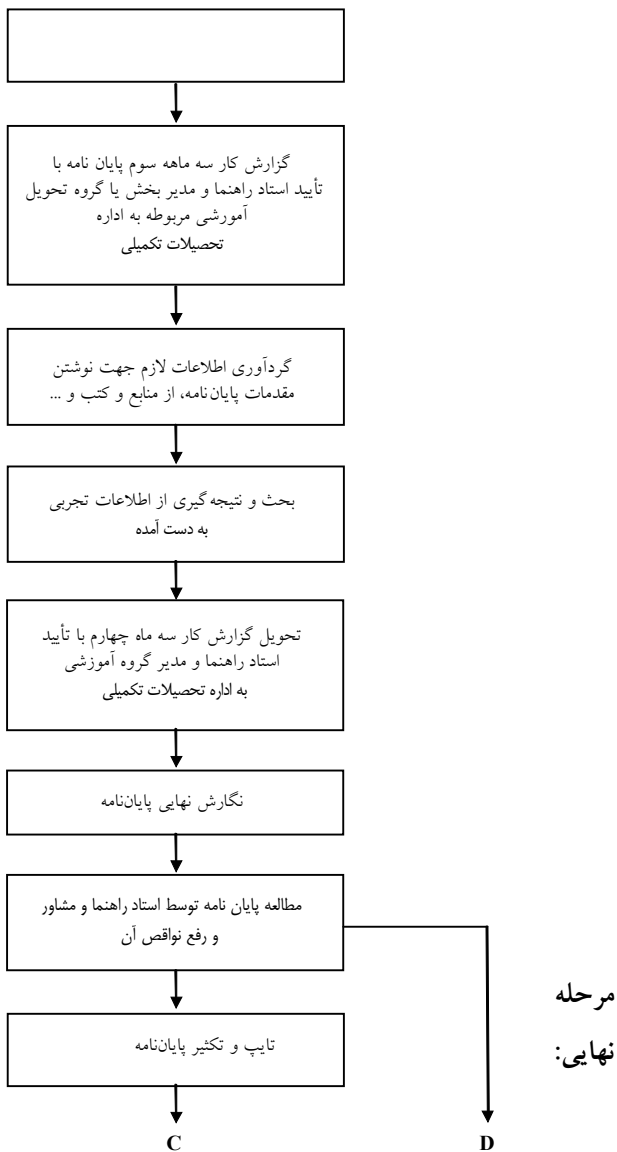 گزارش کار سه ماهه سوم پایان نامه با
تأیید استاد راهنما و مدیر بخش یا گروه تحویل
آمورشی مربوطه به اداره
تحصیلات تکمیلی
گردآوری اطلاعات لازم جهت نوشتن
مقدمات پایان‌نامه، از منابع و کتب و ...
بحث و نتیجه گیری از اطلاعات تجربی
به دست آمده
تحویل گزارش کار سه ماه چهارم با تأیید
استاد راهنما و مدیر گروه آموزشی
به اداره تحصیلات تکمیلی
نگارش نهایی پایان‌نامه
مطالعه پایان نامه توسط استاد راهنما و مشاور
و رفع نواقص آن
مرحله
نهایی:
تایپ و تکثیر پایان‌نامه
C
D